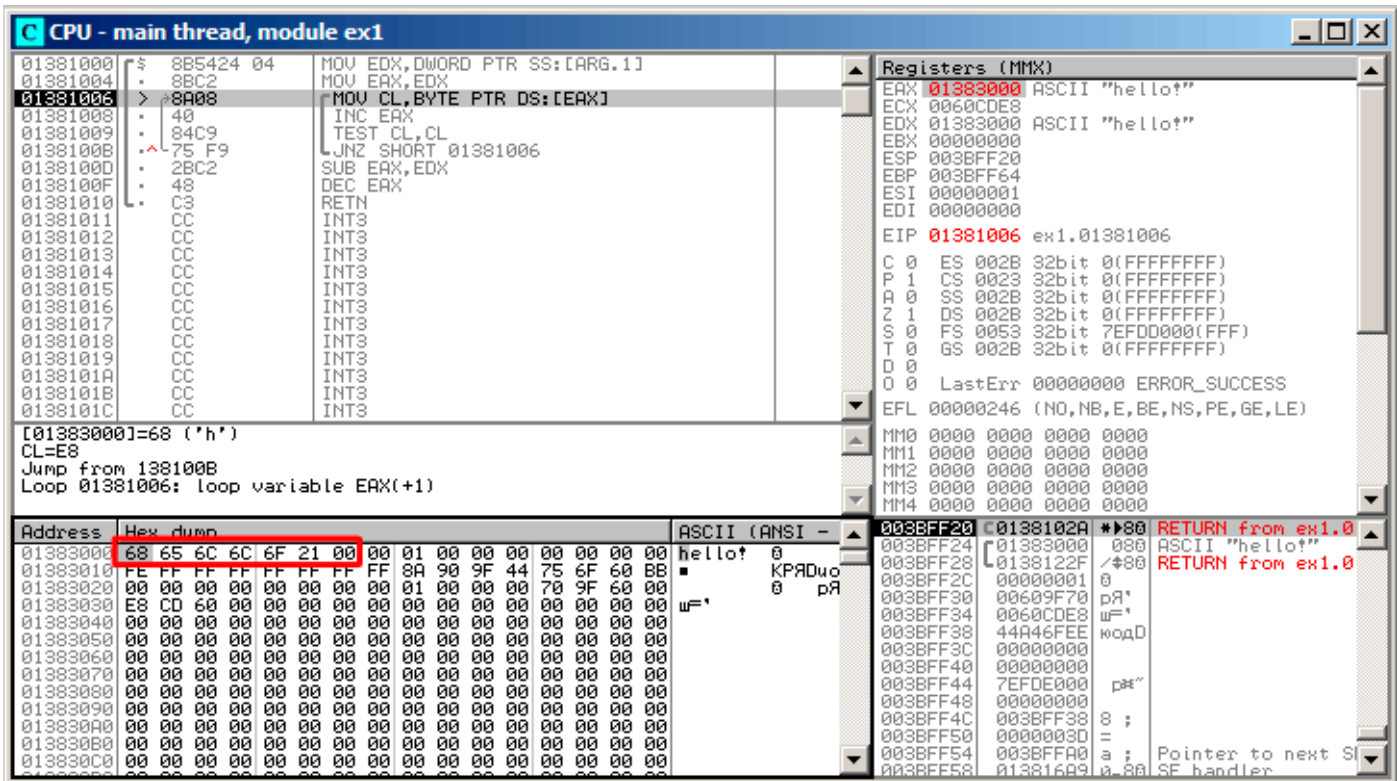 CPU - main thread, module ex1
01381000 8B5424 04 MOV EDX,DWORD PTR SS:[ARG.1]
01381004 8BC2 MOV EAX,EDX
01381006 8A08 MOV CL,BYTE PTR DS:[EAX]
01381008 40 INC EAX
01381009 84C9 TEST CL,CL
0138100B 75 F9 JNZ SHORT 01381006
0138100D 2BC2 SUB EAX,EDX
0138100F 48 DEC EAX
01381010 C3 RETN
01381011 CC INT3
01381012 CC INT3
01381013 CC INT3
01381014 CC INT3
01381015 CC INT3
01381016 CC INT3
01381017 CC INT3
01381018 CC INT3
01381019 CC INT3
0138101A CC INT3
0138101B CC INT3
0138101C CC INT3
[01383000]=68 ('h')
CL=E8
Jump from 138100B
Loop 01381006: loop variable EAX(+1)
Registers (MMX)
EAX 01383000 ASCII "hello!"
ECX 0060CDE8
EDX 01383000 ASCII "hello!"
EBX 00000000
ESP 003BFF20
EBP 003BFF64
ESI 00000001
EDI 00000000
EIP 01381006 ex1.01381006
C 0 ES 002B 32bit 0(FFFFFFFF)
P 1 CS 0023 32bit 0(FFFFFFFF)
A 0 SS 002B 32bit 0(FFFFFFFF)
Z 1 DS 002B 32bit 0(FFFFFFFF)
S 0 FS 0053 32bit 7EFDD000(FFF)
T 0 GS 002B 32bit 0(FFFFFFFF)
D 0
O 0 LastErr 00000000 ERROR_SUCCESS
EFL 00000246 (NO,NB,E,BE,NS,PE,GE,LE)
MM0 0000 0000 0000 0000
MM1 0000 0000 0000 0000
MM2 0000 0000 0000 0000
MM3 0000 0000 0000 0000
MM4 0000 0000 0000 0000
Address Hex dump ASCII (ANSI -
01383000 68 65 6C 6C 6F 21 00 00 01 00 00 00 00 00 00 00 hello! 0
01383010 FE FF FF FF FF FF FF FF 8A 90 9F 44 75 6F 60 BB ■ КРЯDuo
01383020 00 00 00 00 00 00 00 00 01 00 00 00 70 9F 60 00 0 pЯ
01383030 E8 CD 60 00 00 00 00 00 00 00 00 00 00 00 00 00 ш=`
01383040 00 00 00 00 00 00 00 00 00 00 00 00 00 00 00 00
01383050 00 00 00 00 00 00 00 00 00 00 00 00 00 00 00 00
01383060 00 00 00 00 00 00 00 00 00 00 00 00 00 00 00 00
01383070 00 00 00 00 00 00 00 00 00 00 00 00 00 00 00 00
01383080 00 00 00 00 00 00 00 00 00 00 00 00 00 00 00 00
01383090 00 00 00 00 00 00 00 00 00 00 00 00 00 00 00 00
013830A0 00 00 00 00 00 00 00 00 00 00 00 00 00 00 00 00
013830B0 00 00 00 00 00 00 00 00 00 00 00 00 00 00 00 00
013830C0 00 00 00 00 00 00 00 00 00 00 00 00 00 00 00 00
003BFF20 0138102A *►80 RETURN from ex1.0
003BFF24 01383000 080 ASCII "hello!"
003BFF28 0138122F /‡80 RETURN from ex1.0
003BFF2C 00000001 0
003BFF30 00609F70 pЯ`
003BFF34 0060CDE8 ш=`
003BFF38 44A46FEE юoдD
003BFF3C 00000000
003BFF40 00000000
003BFF44 7EFDE000
003BFF48 00000000
003BFF4C 003BFF38 8 ;
003BFF50 0000003D =
003BFF54 003BFFA0 a ; Pointer to next SE
003BFF58 013816A9 SE handler